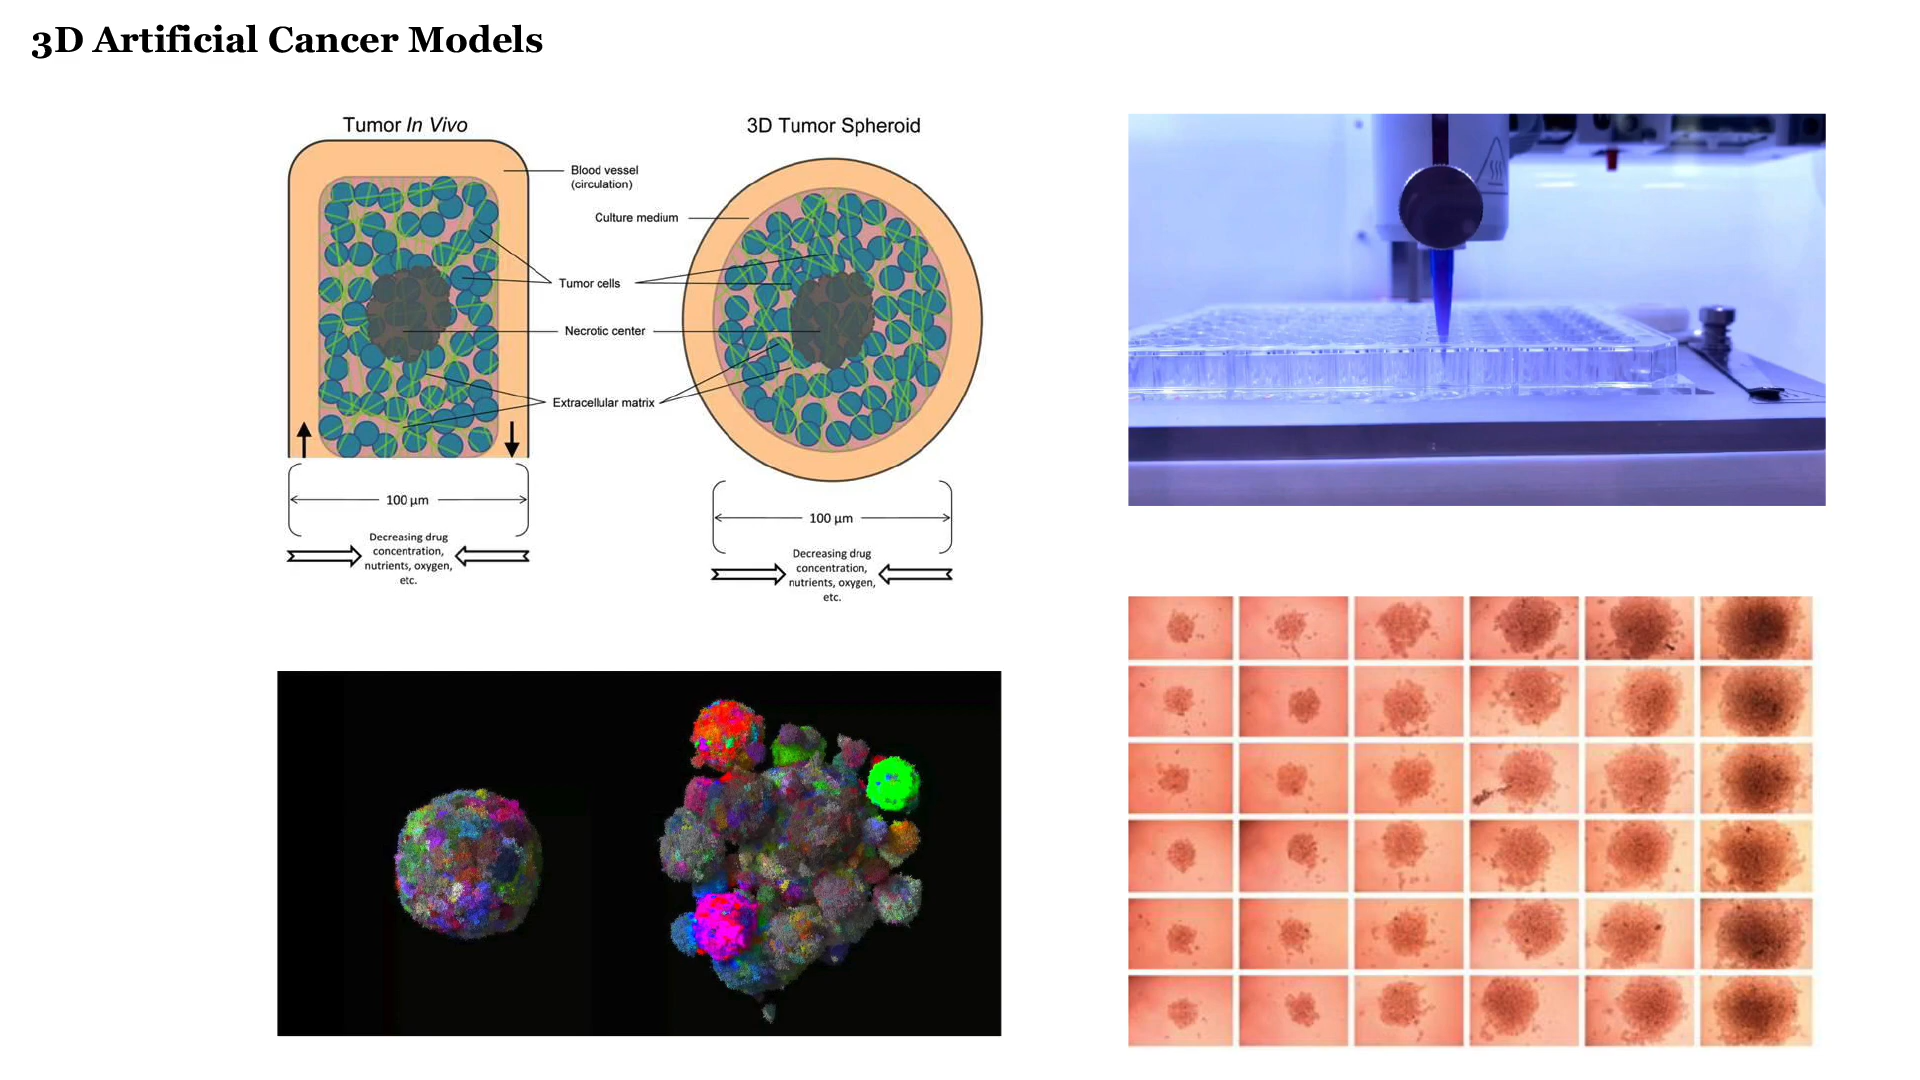 3D Artificial Cancer Models
Tumor In Vivo
3D Tumor Spheroid
Blood vessel
(circulation)
Culture medium
Tumor cells
Necrotic center
Extracellular matrix
100 µm
Decreasing drug
concentration,
nutrients, oxygen,
etc.
100 µm
Decreasing drug
concentration,
nutrients, oxygen,
etc.